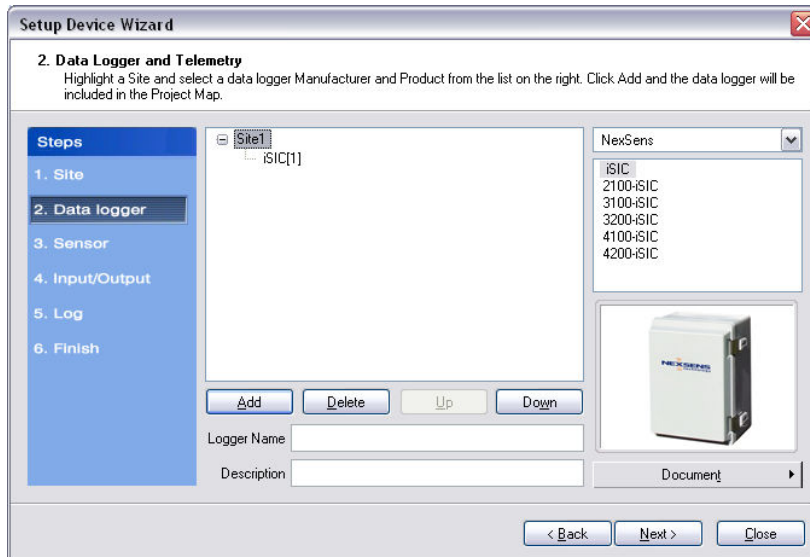 Setup Device Wizard
2. Data Logger and Telemetry
Highlight a Site and select a data logger Manufacturer and Product from the list on the right. Click Add and the data logger will be
included in the Project Map.
Steps
1. Site
2. Data logger
3. Sensor
4. Input/Output
5. Log
6. Finish
Site1
iSIC[1]
Add
Delete
Up
Down
Logger Name
Description
NexSens
iSIC
2100-iSIC
3100-iSIC
3200-iSIC
4100-iSIC
4200-iSIC
NEXSENS
Document
< Back
Next >
Close